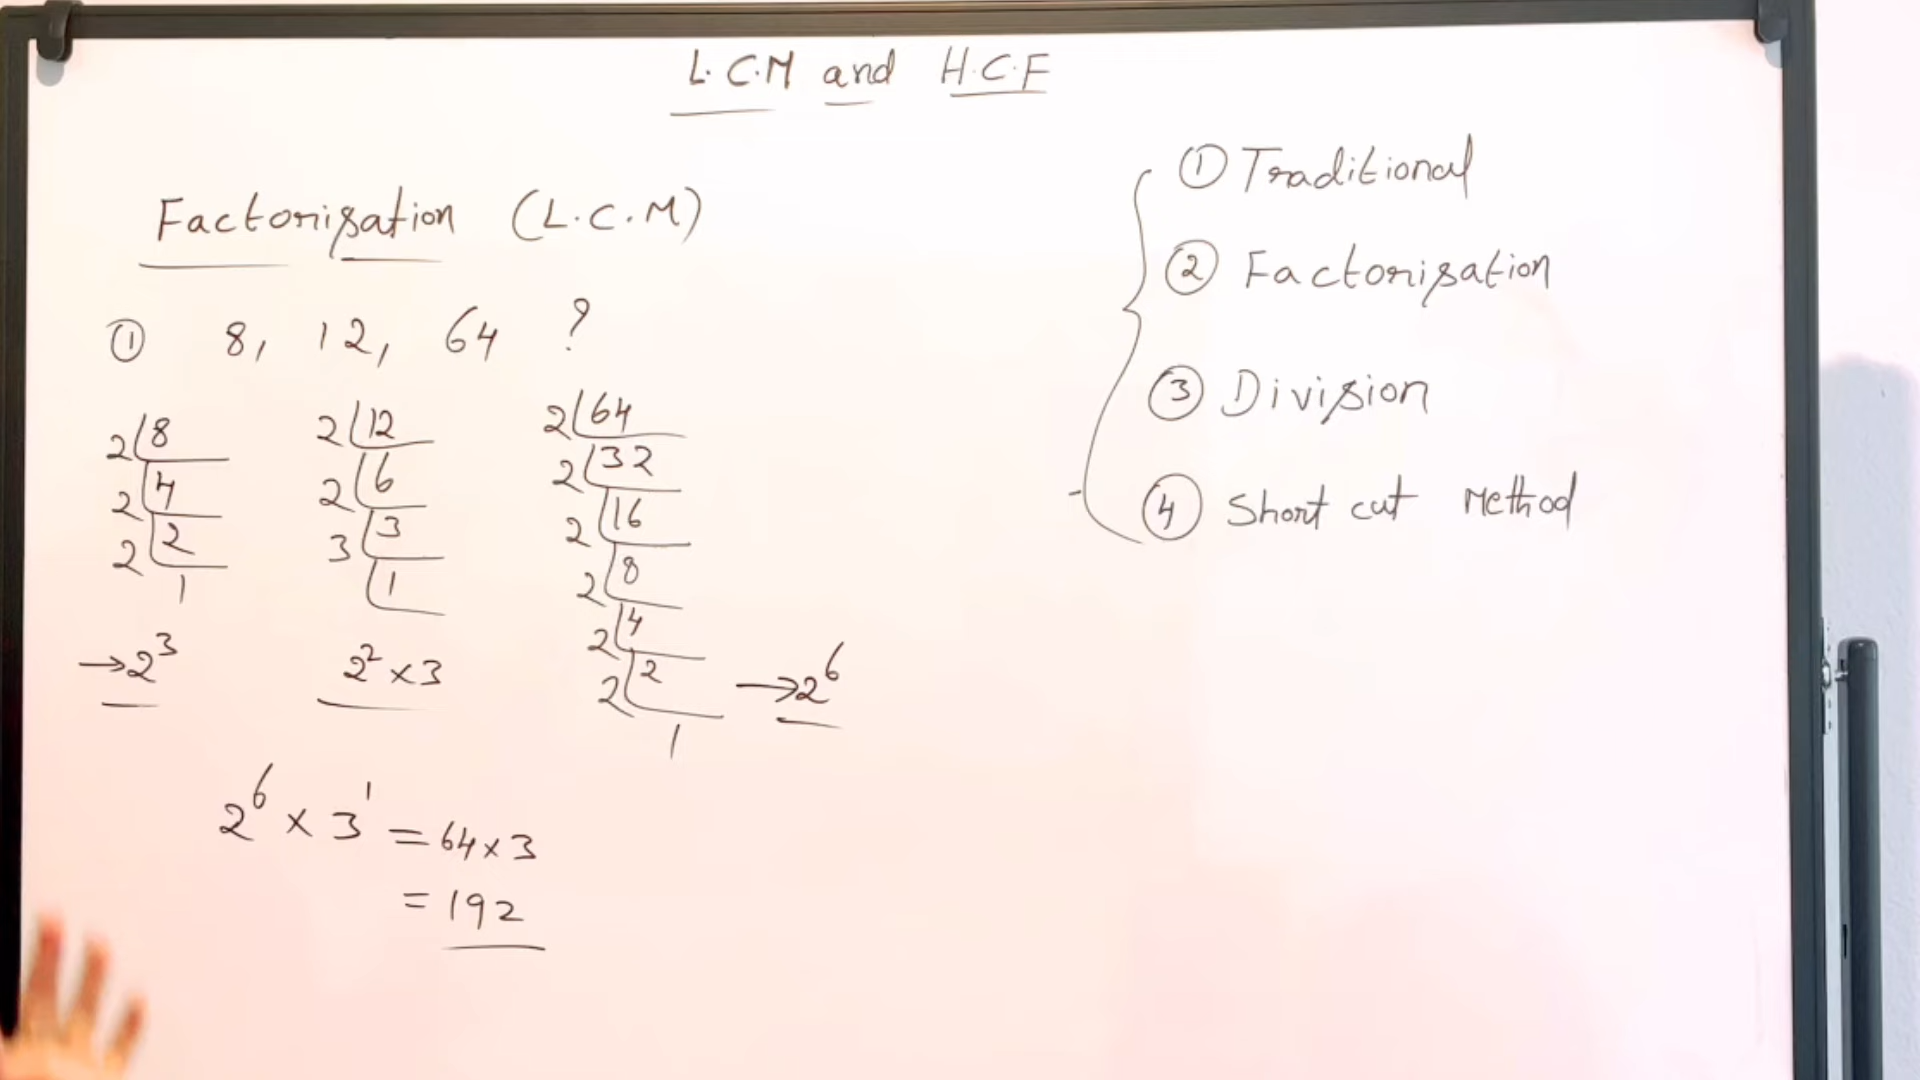 L.C.M and H.C.F
Factorisation (L.C.M)
① 8, 12, 64 ?
2 8
2 4
2 2
1
→2³
2 12
2 6
3 3
1
2² × 3
2 64
2 32
2 16
2 8
2 4
2 2
1
→2⁶
2⁶ × 3¹ = 64 × 3
= 192
① Traditional
② Factorisation
③ Division
④ Short cut Method